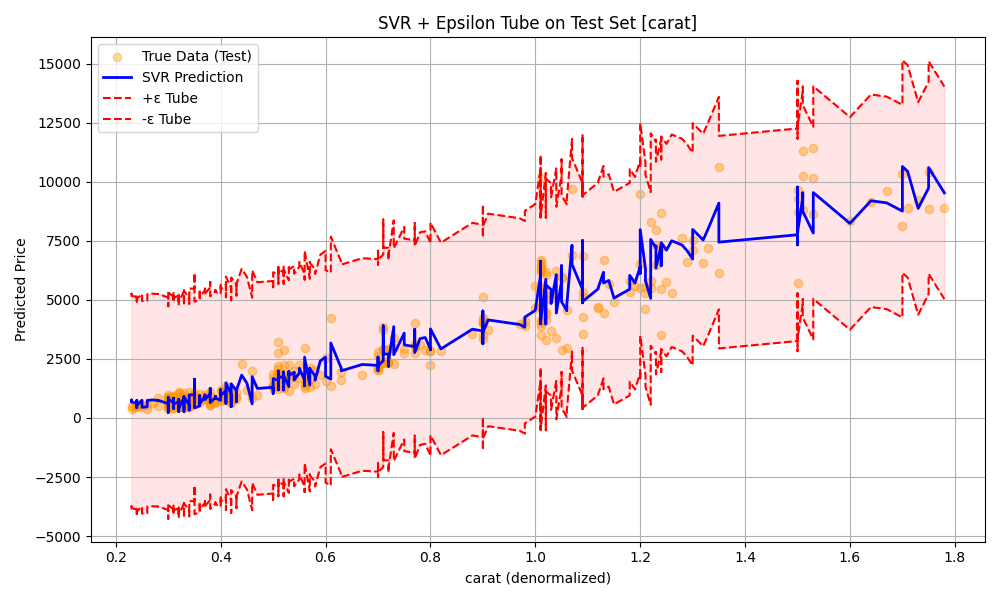 SVR + Epsilon Tube on Test Set [carat]
True Data (Test)
SVR Prediction
+ε Tube
-ε Tube
15000
12500
10000
7500
5000
2500
0
−2500
−5000
Predicted Price
0.2 0.4 0.6 0.8 1.0 1.2 1.4 1.6 1.8
carat (denormalized)